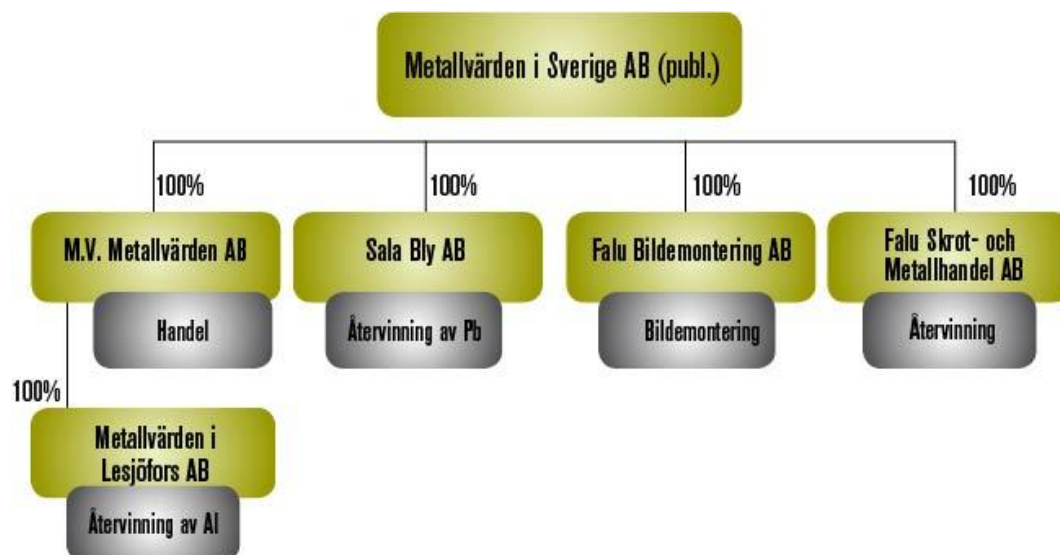 Metallvärden i Sverige AB (publ.)
100%
100%
100%
100%
M.V. Metallvärden AB
Handel
Sala Bly AB
Återvinning av Pb
Falu Bildemontering AB
Bildemontering
Falu Skrot- och
Metallhandel AB
Återvinning
100%
Metallvärden i
Lesjöfors AB
Återvinning av Al